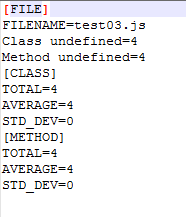 [FILE]
FILENAME=test03.js
Class undefined=4
Method undefined=4
[CLASS]
TOTAL=4
AVERAGE=4
STD_DEV=0
[METHOD]
TOTAL=4
AVERAGE=4
STD_DEV=0